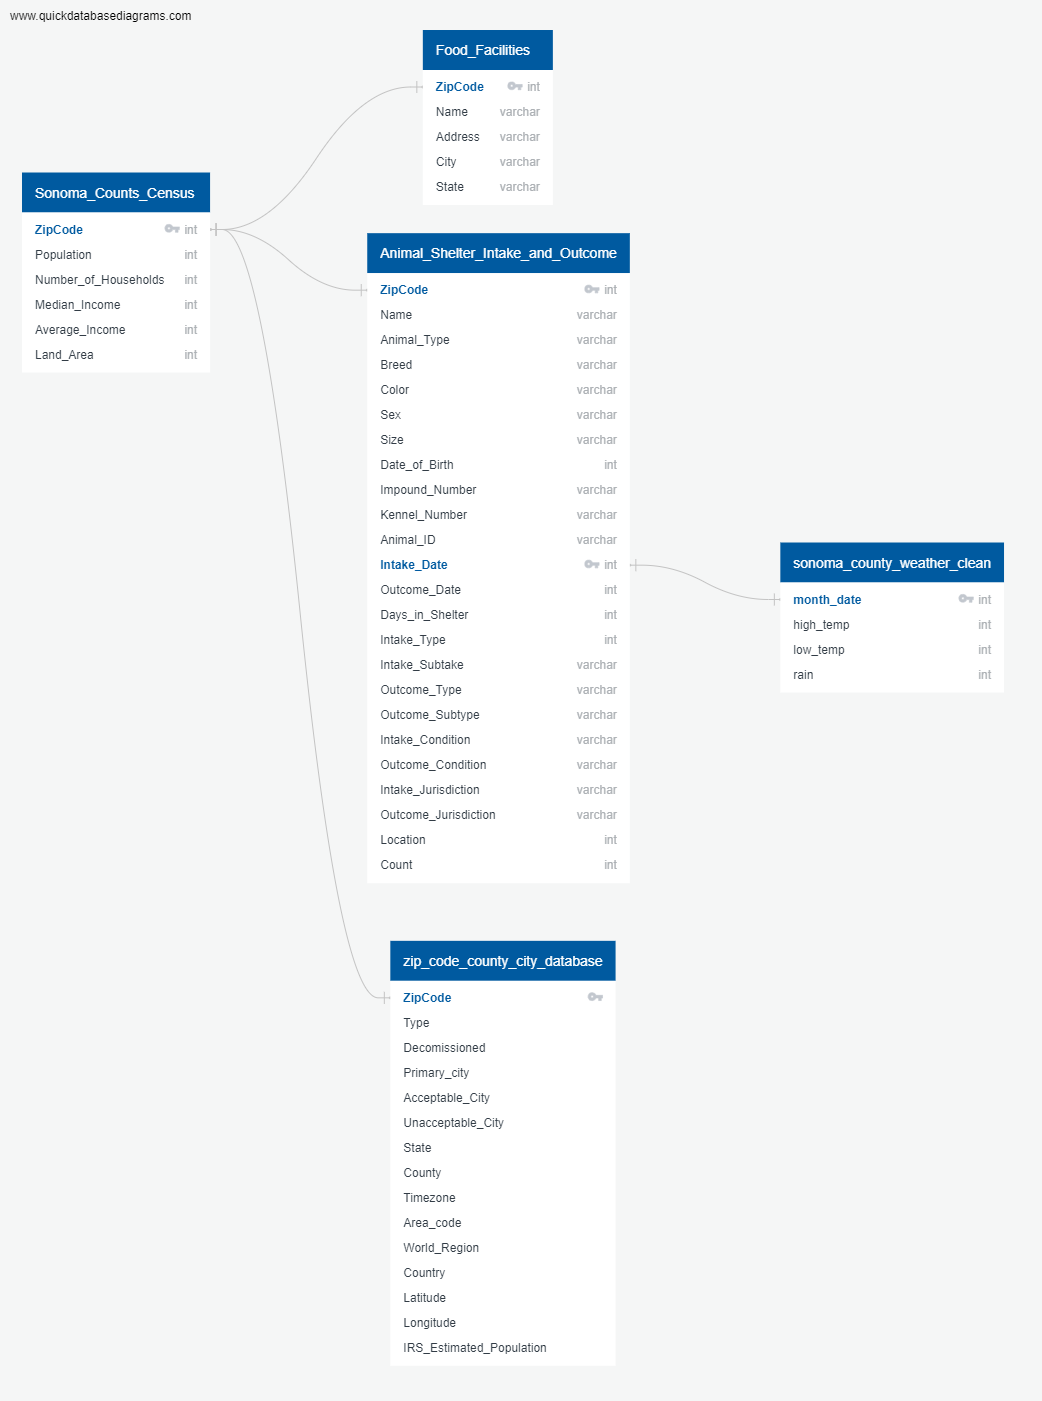 www.quickdatabasediagrams.com
Food_Facilities
ZipCode int
Name varchar
Address varchar
City varchar
State varchar
Sonoma_Counts_Census
ZipCode int
Population int
Number_of_Households int
Median_Income int
Average_Income int
Land_Area int
Animal_Shelter_Intake_and_Outcome
ZipCode int
Name varchar
Animal_Type varchar
Breed varchar
Color varchar
Sex varchar
Size varchar
Date_of_Birth int
Impound_Number varchar
Kennel_Number varchar
Animal_ID varchar
Intake_Date int
Outcome_Date int
Days_in_Shelter int
Intake_Type int
Intake_Subtake varchar
Outcome_Type varchar
Outcome_Subtype varchar
Intake_Condition varchar
Outcome_Condition varchar
Intake_Jurisdiction varchar
Outcome_Jurisdiction varchar
Location int
Count int
sonoma_county_weather_clean
month_date int
high_temp int
low_temp int
rain int
zip_code_county_city_database
ZipCode
Type
Decomissioned
Primary_city
Acceptable_City
Unacceptable_City
State
County
Timezone
Area_code
World_Region
Country
Latitude
Longitude
IRS_Estimated_Population